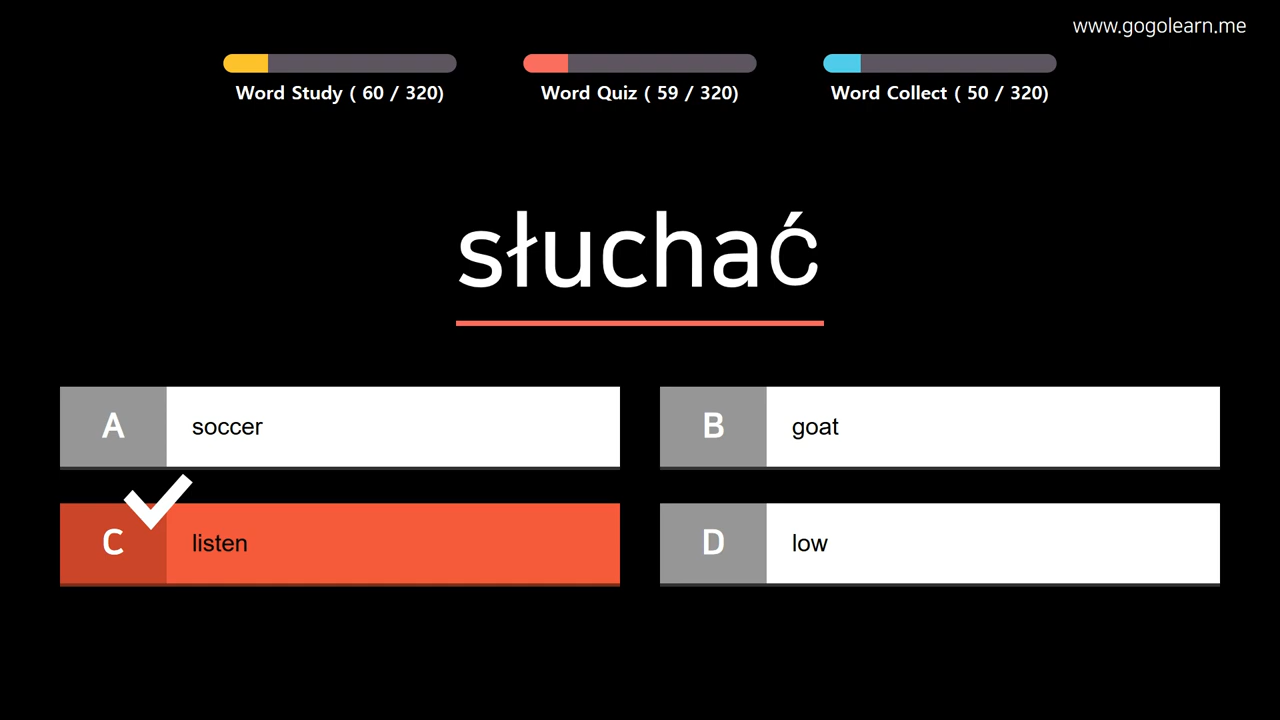 www.gogolearn.me
Word Study ( 60 / 320)
Word Quiz ( 59 / 320)
Word Collect ( 50 / 320)
słuchać
A soccer
B goat
C listen
D low